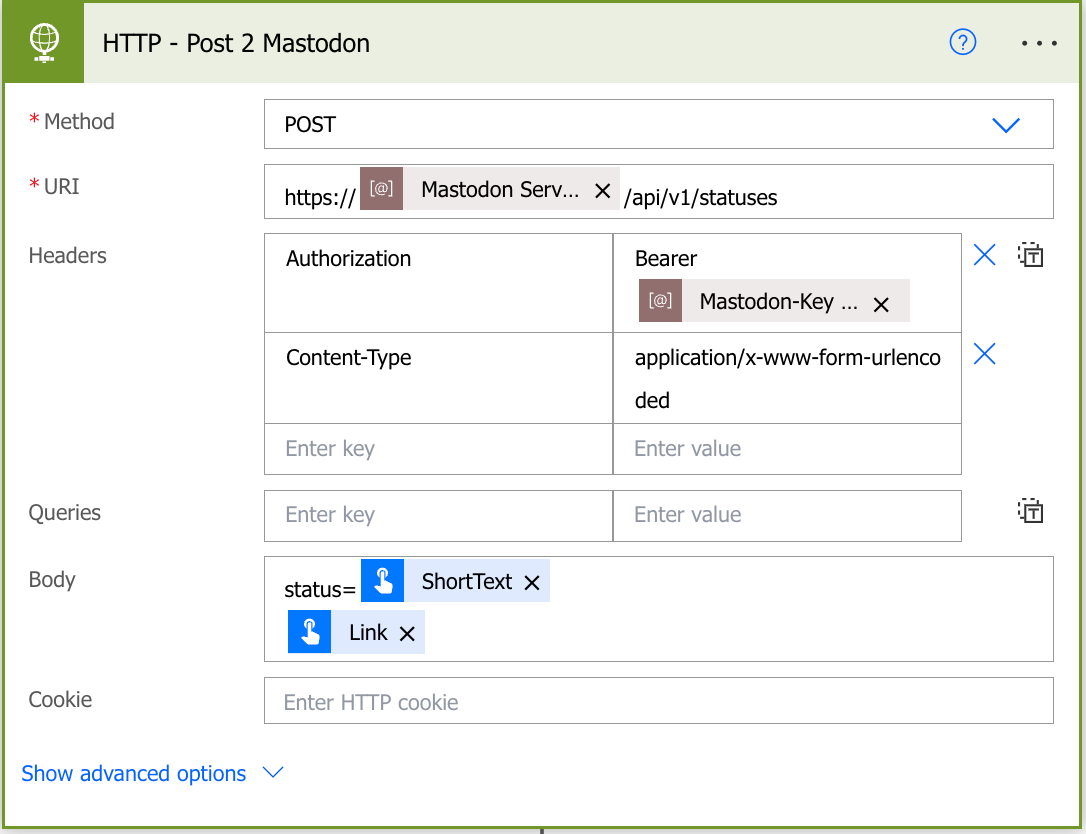 HTTP - Post 2 Mastodon
?
* Method
POST
* URI
https:// [@] Mastodon Serv... /api/v1/statuses
Headers
Authorization
Bearer
[@] Mastodon-Key ...
Content-Type
application/x-www-form-urlenco
ded
Enter key
Enter value
Queries
Enter key
Enter value
Body
status= ShortText
Link
Cookie
Enter HTTP cookie
Show advanced options